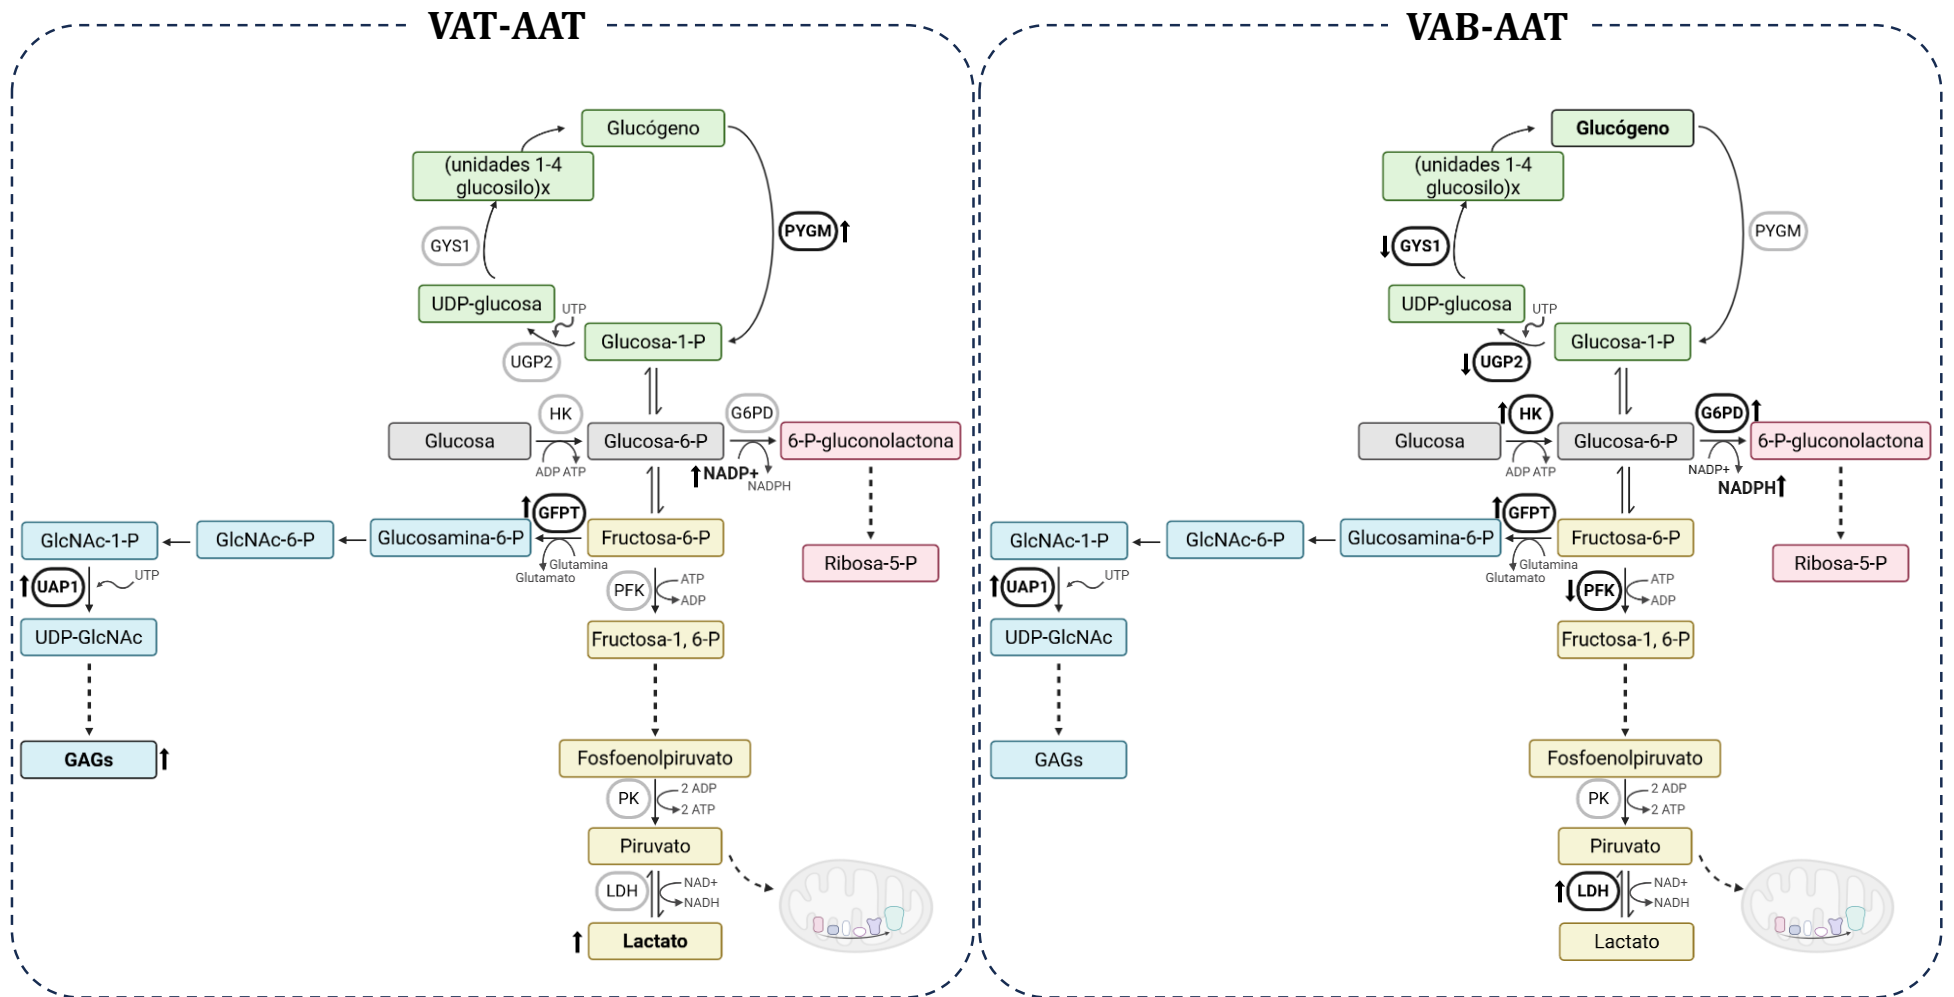 VAT-AAT
Glucógeno
(unidades 1-4
glucosilo)x
GYS1
PYGM
UDP-glucosa
UTP
UGP2
Glucosa-1-P
HK
G6PD
Glucosa
Glucosa-6-P
6-P-gluconolactona
ADP ATP
NADP+
NADPH
GFPT
GlcNAc-1-P
GlcNAc-6-P
Glucosamina-6-P
Fructosa-6-P
Glutamina
Glutamato
Ribosa-5-P
UAP1
UTP
PFK
ATP
ADP
UDP-GlcNAc
Fructosa-1, 6-P
GAGs
Fosfoenolpiruvato
PK
2 ADP
2 ATP
Piruvato
LDH
NAD+
NADH
Lactato
VAB-AAT
Glucógeno
(unidades 1-4
glucosilo)x
GYS1
PYGM
UDP-glucosa
UTP
UGP2
Glucosa-1-P
HK
G6PD
Glucosa
Glucosa-6-P
6-P-gluconolactona
ADP ATP
NADP+
NADPH
GFPT
GlcNAc-1-P
GlcNAc-6-P
Glucosamina-6-P
Fructosa-6-P
Glutamina
Glutamato
Ribosa-5-P
UAP1
UTP
PFK
ATP
ADP
UDP-GlcNAc
Fructosa-1, 6-P
GAGs
Fosfoenolpiruvato
PK
2 ADP
2 ATP
Piruvato
LDH
NAD+
NADH
Lactato